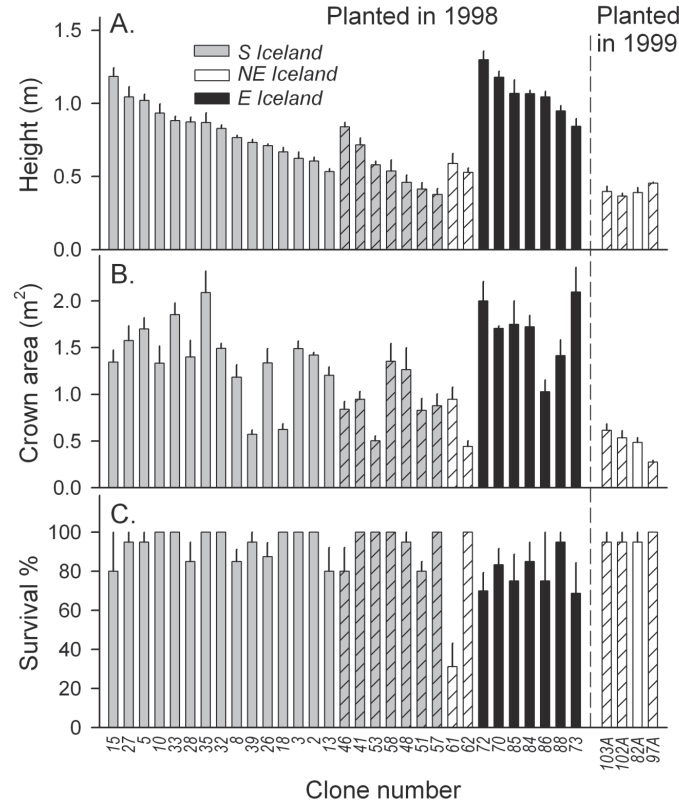 Planted in 1998
Planted
in 1999
A.
S Iceland
NE Iceland
E Iceland
Height (m)
1.5
1.0
0.5
0.0
B.
Crown area (m2)
2.0
1.5
1.0
0.5
0.0
C.
Survival %
100
80
60
40
20
0
15 27 5 10 33 28 35 32 8 39 26 18 3 2 13 46 41 53 58 48 51 57 61 62 72 70 85 84 86 88 73 103A 102A 82A 97A
Clone number